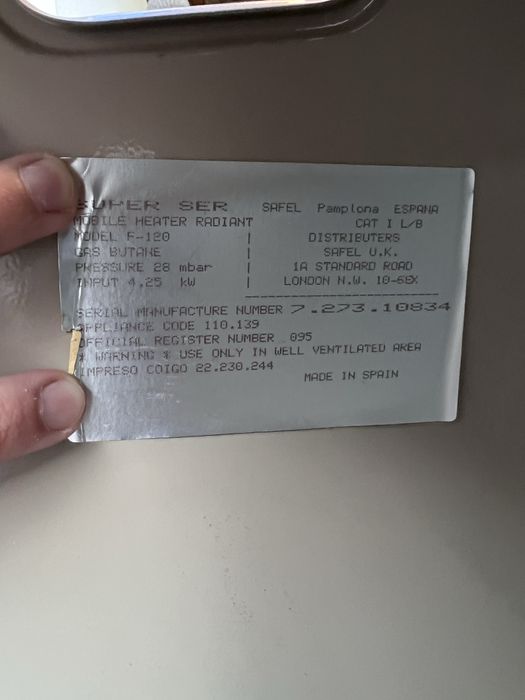 SUPER SER SAFEL Pamplona ESPANA
MOBILE HEATER RADIANT CAT I L/B
MODEL F-120 | DISTRIBUTERS
GAS BUTANE | SAFEL U.K.
PRESSURE 28 mbar | 1A STANDARD ROAD
INPUT 4.25 kW | LONDON N.W. 10-6EX
SERIAL MANUFACTURE NUMBER 7.273.10834
APPLIANCE CODE 110.139
OFFICIAL REGISTER NUMBER 095
* WARNING * USE ONLY IN WELL VENTILATED AREA
IMPRESO COIGO 22.230.244
MADE IN SPAIN